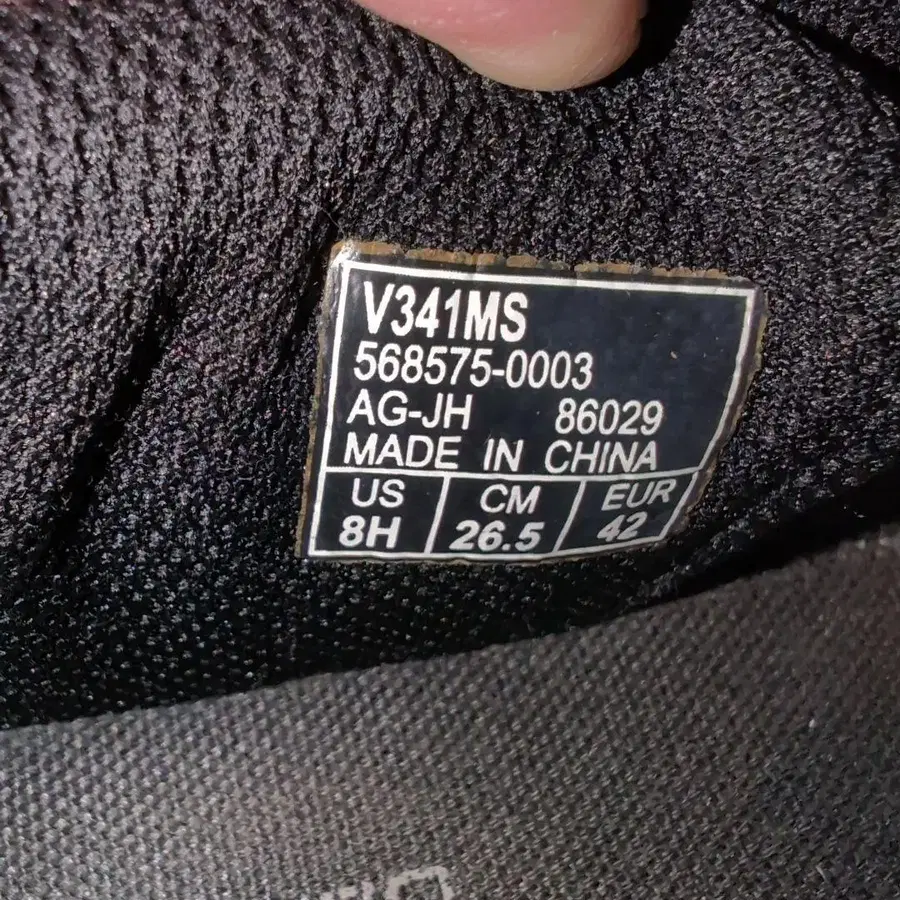 V341MS
568575-0003
AG-JH 86029
MADE IN CHINA
US CM EUR
8H 26.5 42